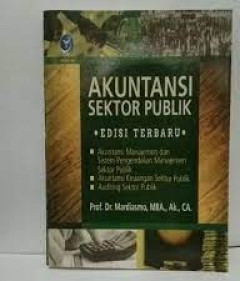 AKUNTANSI
SEKTOR PUBLIK
• EDISI TERBARU •
Akuntansi Manajemen dan
Sistem Pengendalian Manajemen
Sektor Publik
Akuntansi Keuangan Sektor Publik
Auditing Sektor Publik
Prof. Dr. Mardiasmo, MBA., Ak., CA.